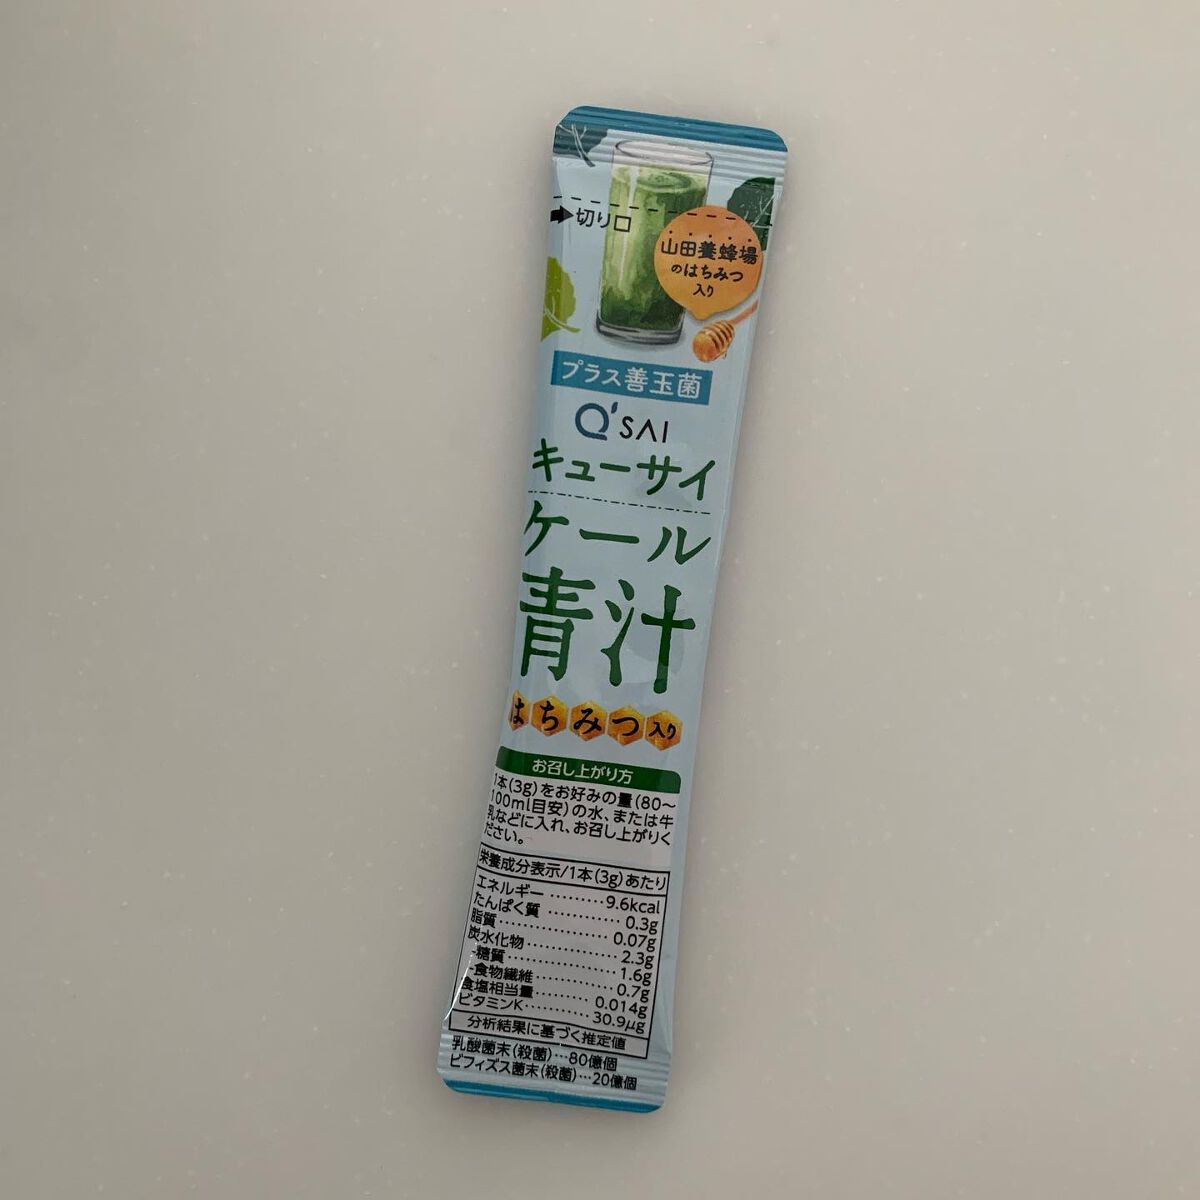 切り口
山田養蜂場
のはちみつ
入り
プラス善玉菌
Q'SAI
キューサイ
ケール
青汁
はちみつ入り
お召し上がり方
1本(3g)をお好みの量(80〜
100ml目安)の水、または牛
乳などに入れ、お召し上がりく
ださい。
栄養成分表示/1本(3g)あたり
エネルギー………9.6kcal
たんぱく質………0.3g
脂質………0.07g
炭水化物………2.3g
-糖質………1.6g
-食物繊維………0.7g
食塩相当量………0.014g
ビタミンK………30.9μg
分析結果に基づく推定値
乳酸菌末(殺菌)…80億個
ビフィズス菌末(殺菌)…20億個